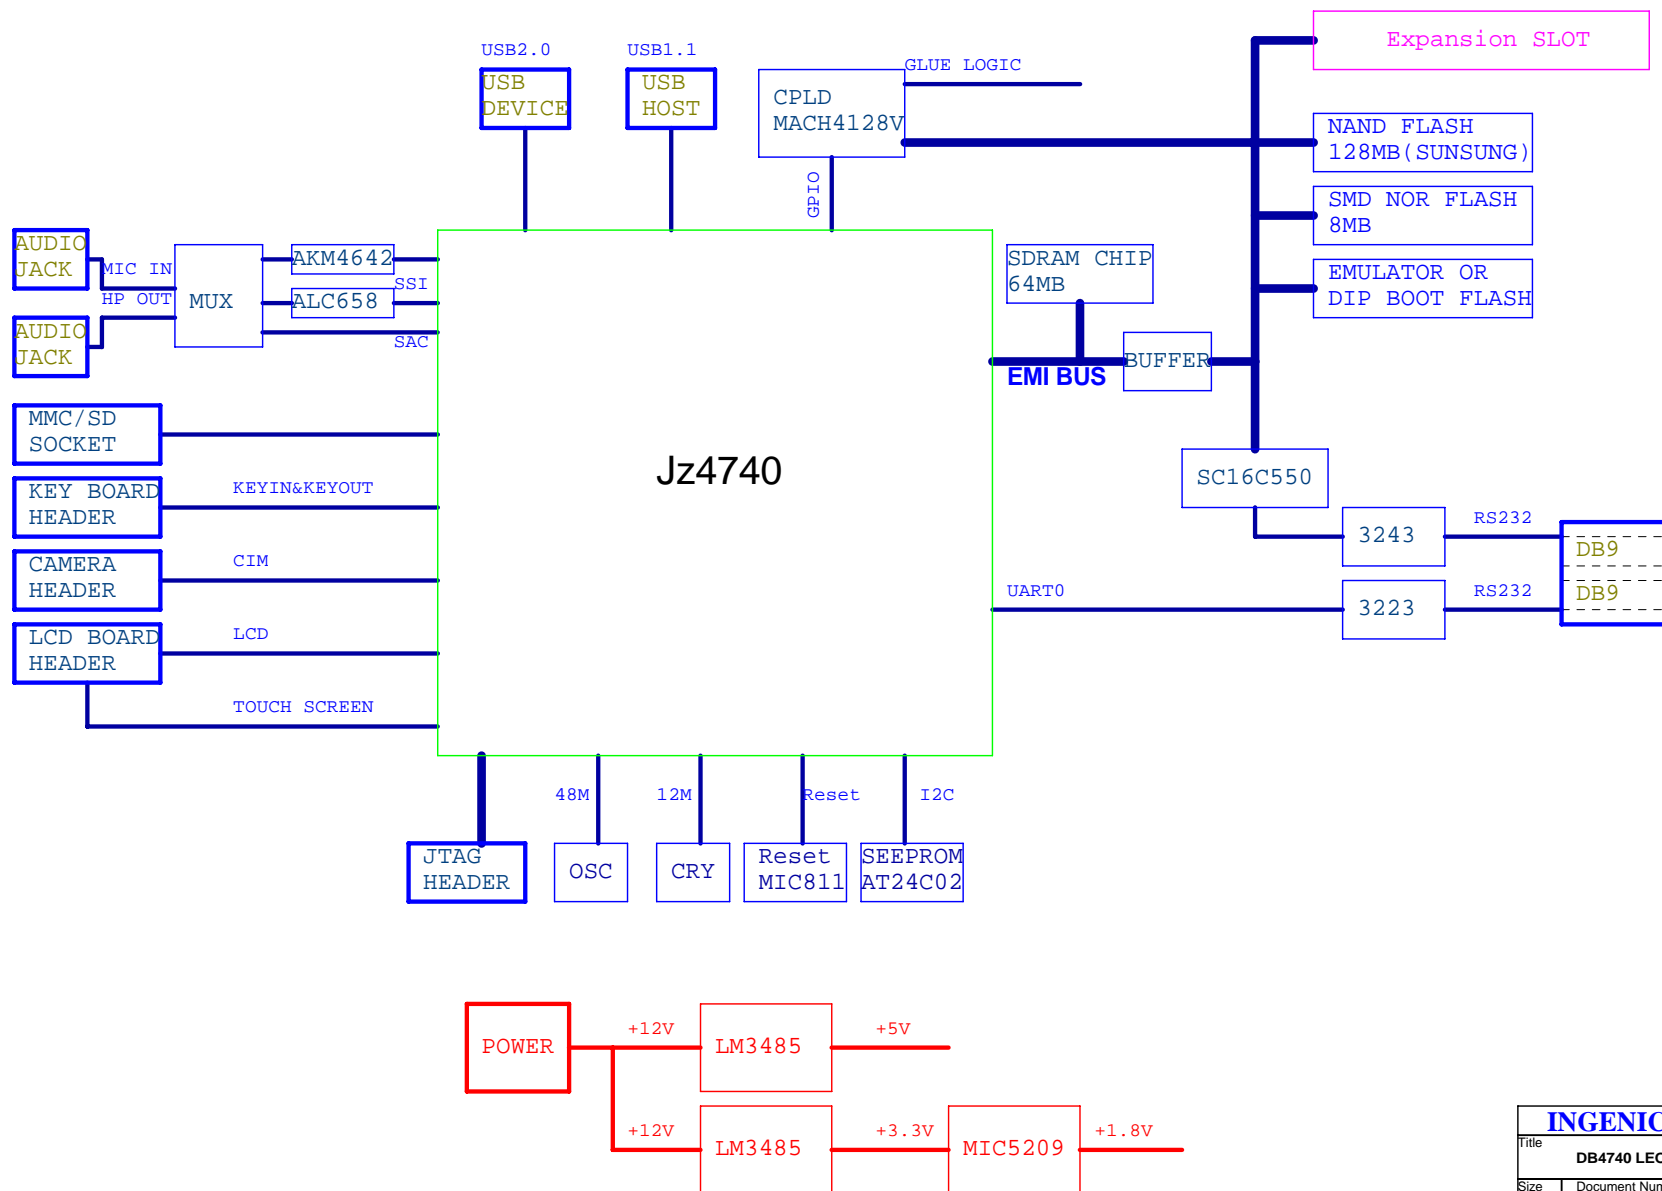 USB2.0
USB1.1
Expansion SLOT
USB
DEVICE
USB
HOST
GLUE LOGIC
CPLD
MACH4128V
NAND FLASH
128MB(SUNSUNG)
GPIO
SMD NOR FLASH
8MB
AUDIO
JACK
MIC IN
HP OUT
MUX
AKM4642
SSI
ALC658
SAC
AUDIO
JACK
SDRAM CHIP
64MB
EMULATOR OR
DIP BOOT FLASH
BUFFER
EMI BUS
MMC/SD
SOCKET
Jz4740
SC16C550
KEY BOARD
HEADER
KEYIN&KEYOUT
3243
RS232
DB9
CAMERA
HEADER
CIM
UART0
3223
RS232
DB9
LCD BOARD
HEADER
LCD
TOUCH SCREEN
48M
12M
Reset
I2C
JTAG
HEADER
OSC
CRY
Reset
MIC811
SEEPROM
AT24C02
POWER
+12V
LM3485
+5V
+12V
LM3485
+3.3V
MIC5209
+1.8V
Title
DB4740
Size
Document